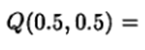 Q(0.5, 0.5) =